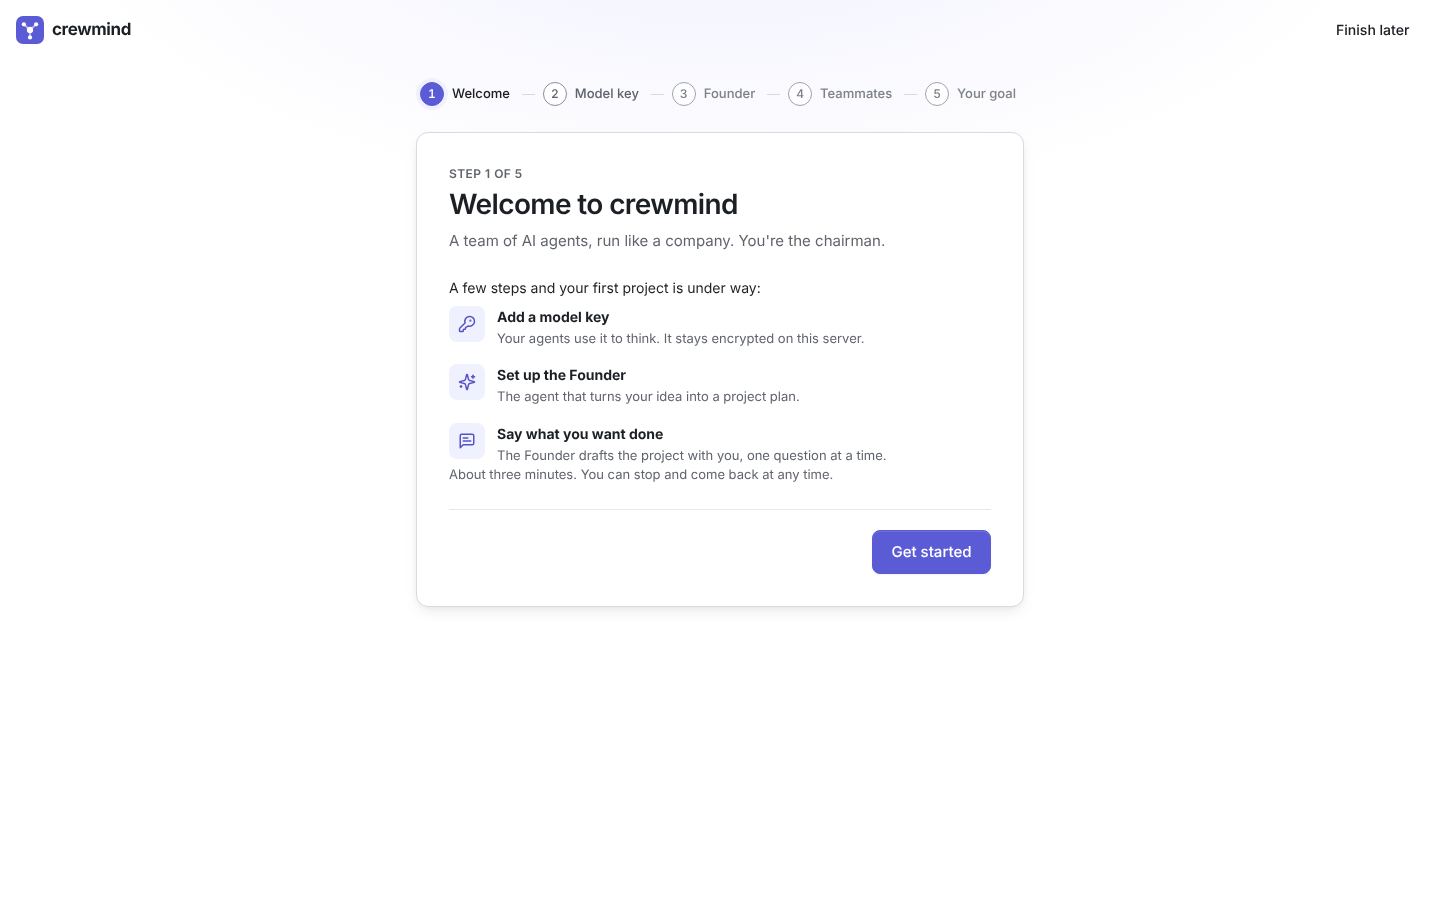 crewmind
Finish later
1 Welcome
2 Model key
3 Founder
4 Teammates
5 Your goal
STEP 1 OF 5
Welcome to crewmind
A team of AI agents, run like a company. You're the chairman.
A few steps and your first project is under way:
Add a model key
Your agents use it to think. It stays encrypted on this server.
Set up the Founder
The agent that turns your idea into a project plan.
Say what you want done
The Founder drafts the project with you, one question at a time.
About three minutes. You can stop and come back at any time.
Get started